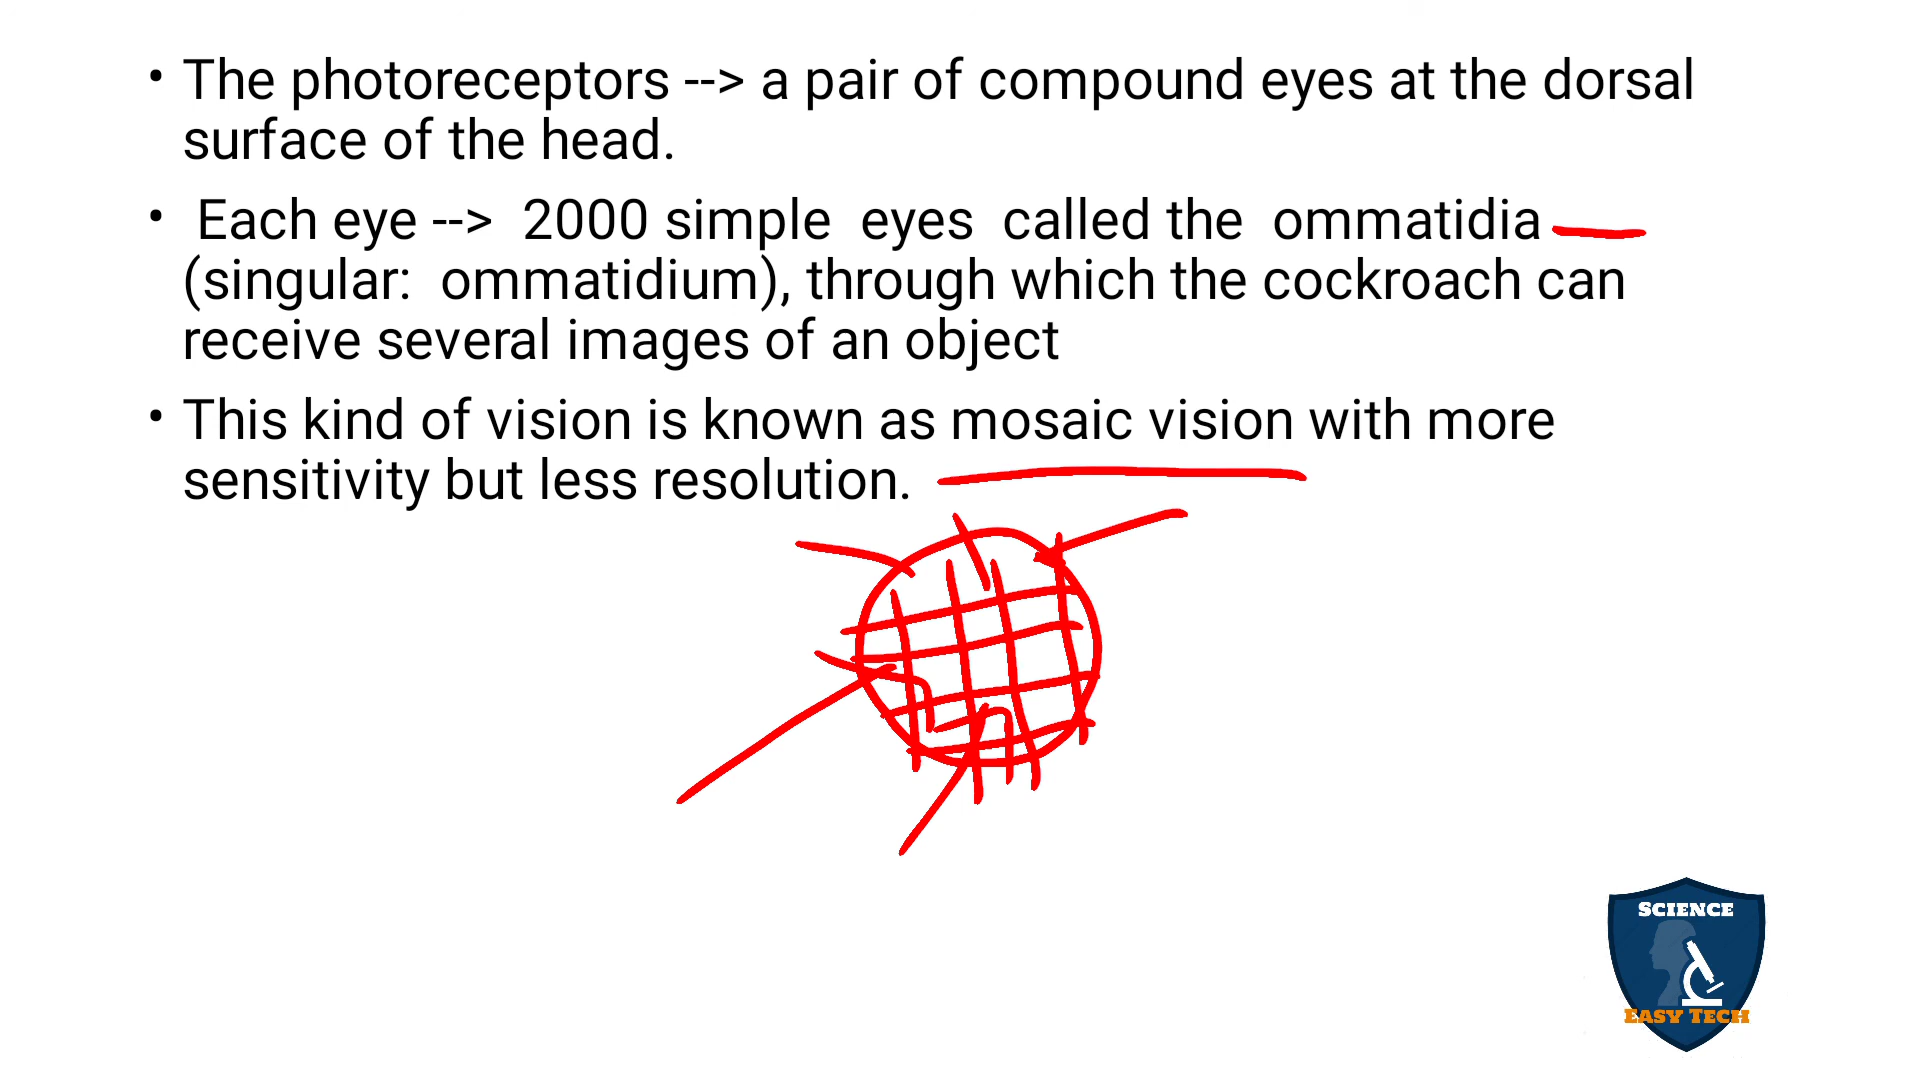 • The photoreceptors --> a pair of compound eyes at the dorsal
surface of the head.
• Each eye --> 2000 simple eyes called the ommatidia
(singular: ommatidium), through which the cockroach can
receive several images of an object
• This kind of vision is known as mosaic vision with more
sensitivity but less resolution.
SCIENCE
EASY TECH